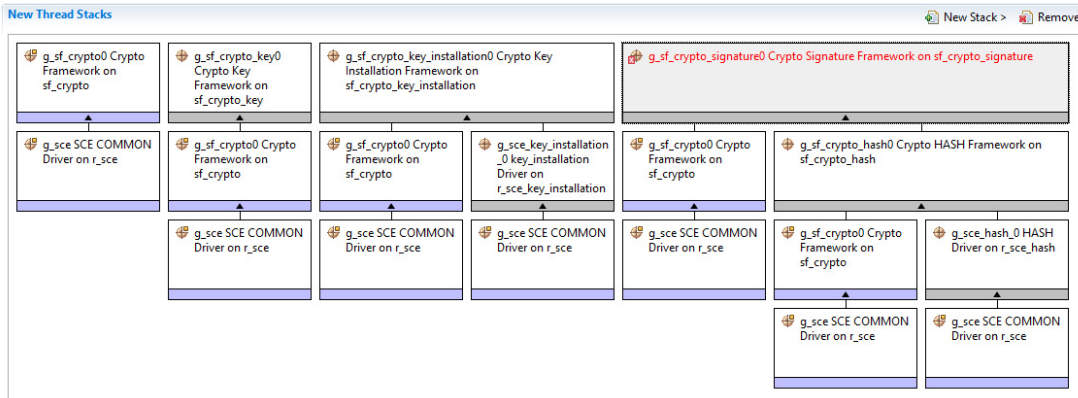 New Thread Stacks
New Stack >
Remove
g_sf_crypto0 Crypto
Framework on
sf_crypto
g_sf_crypto_key0
Crypto Key
Framework on
sf_crypto_key
g_sf_crypto_key_installation0 Crypto Key
Installation Framework on
sf_crypto_key_installation
g_sf_crypto_signature0 Crypto Signature Framework on sf_crypto_signature
g_sce SCE COMMON
Driver on r_sce
g_sf_crypto0 Crypto
Framework on
sf_crypto
g_sf_crypto0 Crypto
Framework on
sf_crypto
g_sce_key_installation
_0 key_installation
Driver on
r_sce_key_installation
g_sf_crypto0 Crypto
Framework on
sf_crypto
g_sf_crypto_hash0 Crypto HASH Framework on
sf_crypto_hash
g_sce SCE COMMON
Driver on r_sce
g_sce SCE COMMON
Driver on r_sce
g_sce SCE COMMON
Driver on r_sce
g_sce SCE COMMON
Driver on r_sce
g_sf_crypto0 Crypto
Framework on
sf_crypto
g_sce_hash_0 HASH
Driver on r_sce_hash
g_sce SCE COMMON
Driver on r_sce
g_sce SCE COMMON
Driver on r_sce